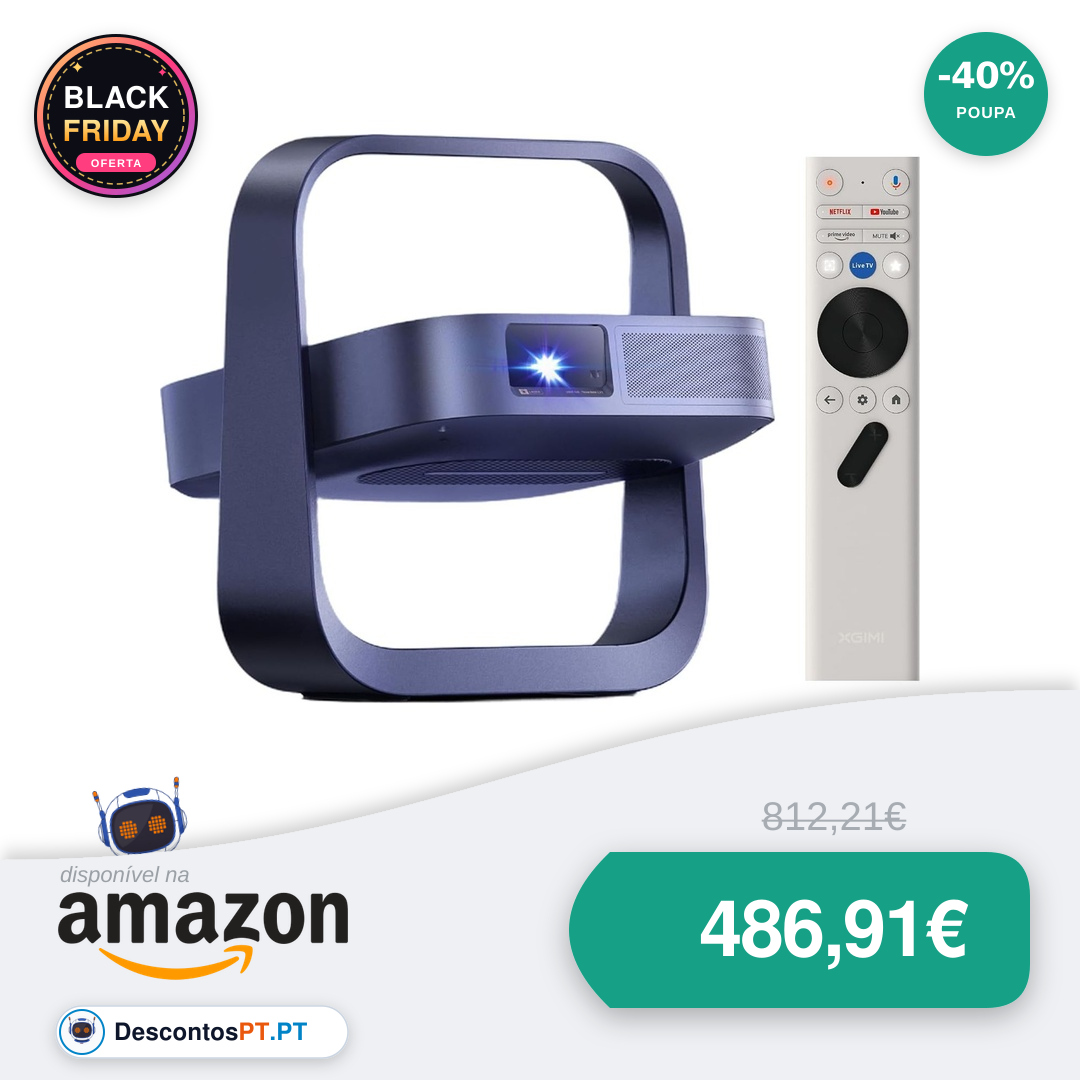 BLACK
FRIDAY
OFERTA
-40%
POUPA
NETFLIX
YouTube
prime video
MUTE
Live TV
XGIMI
812,21€
486,91€
disponível na
amazon
DescontosPT.PT